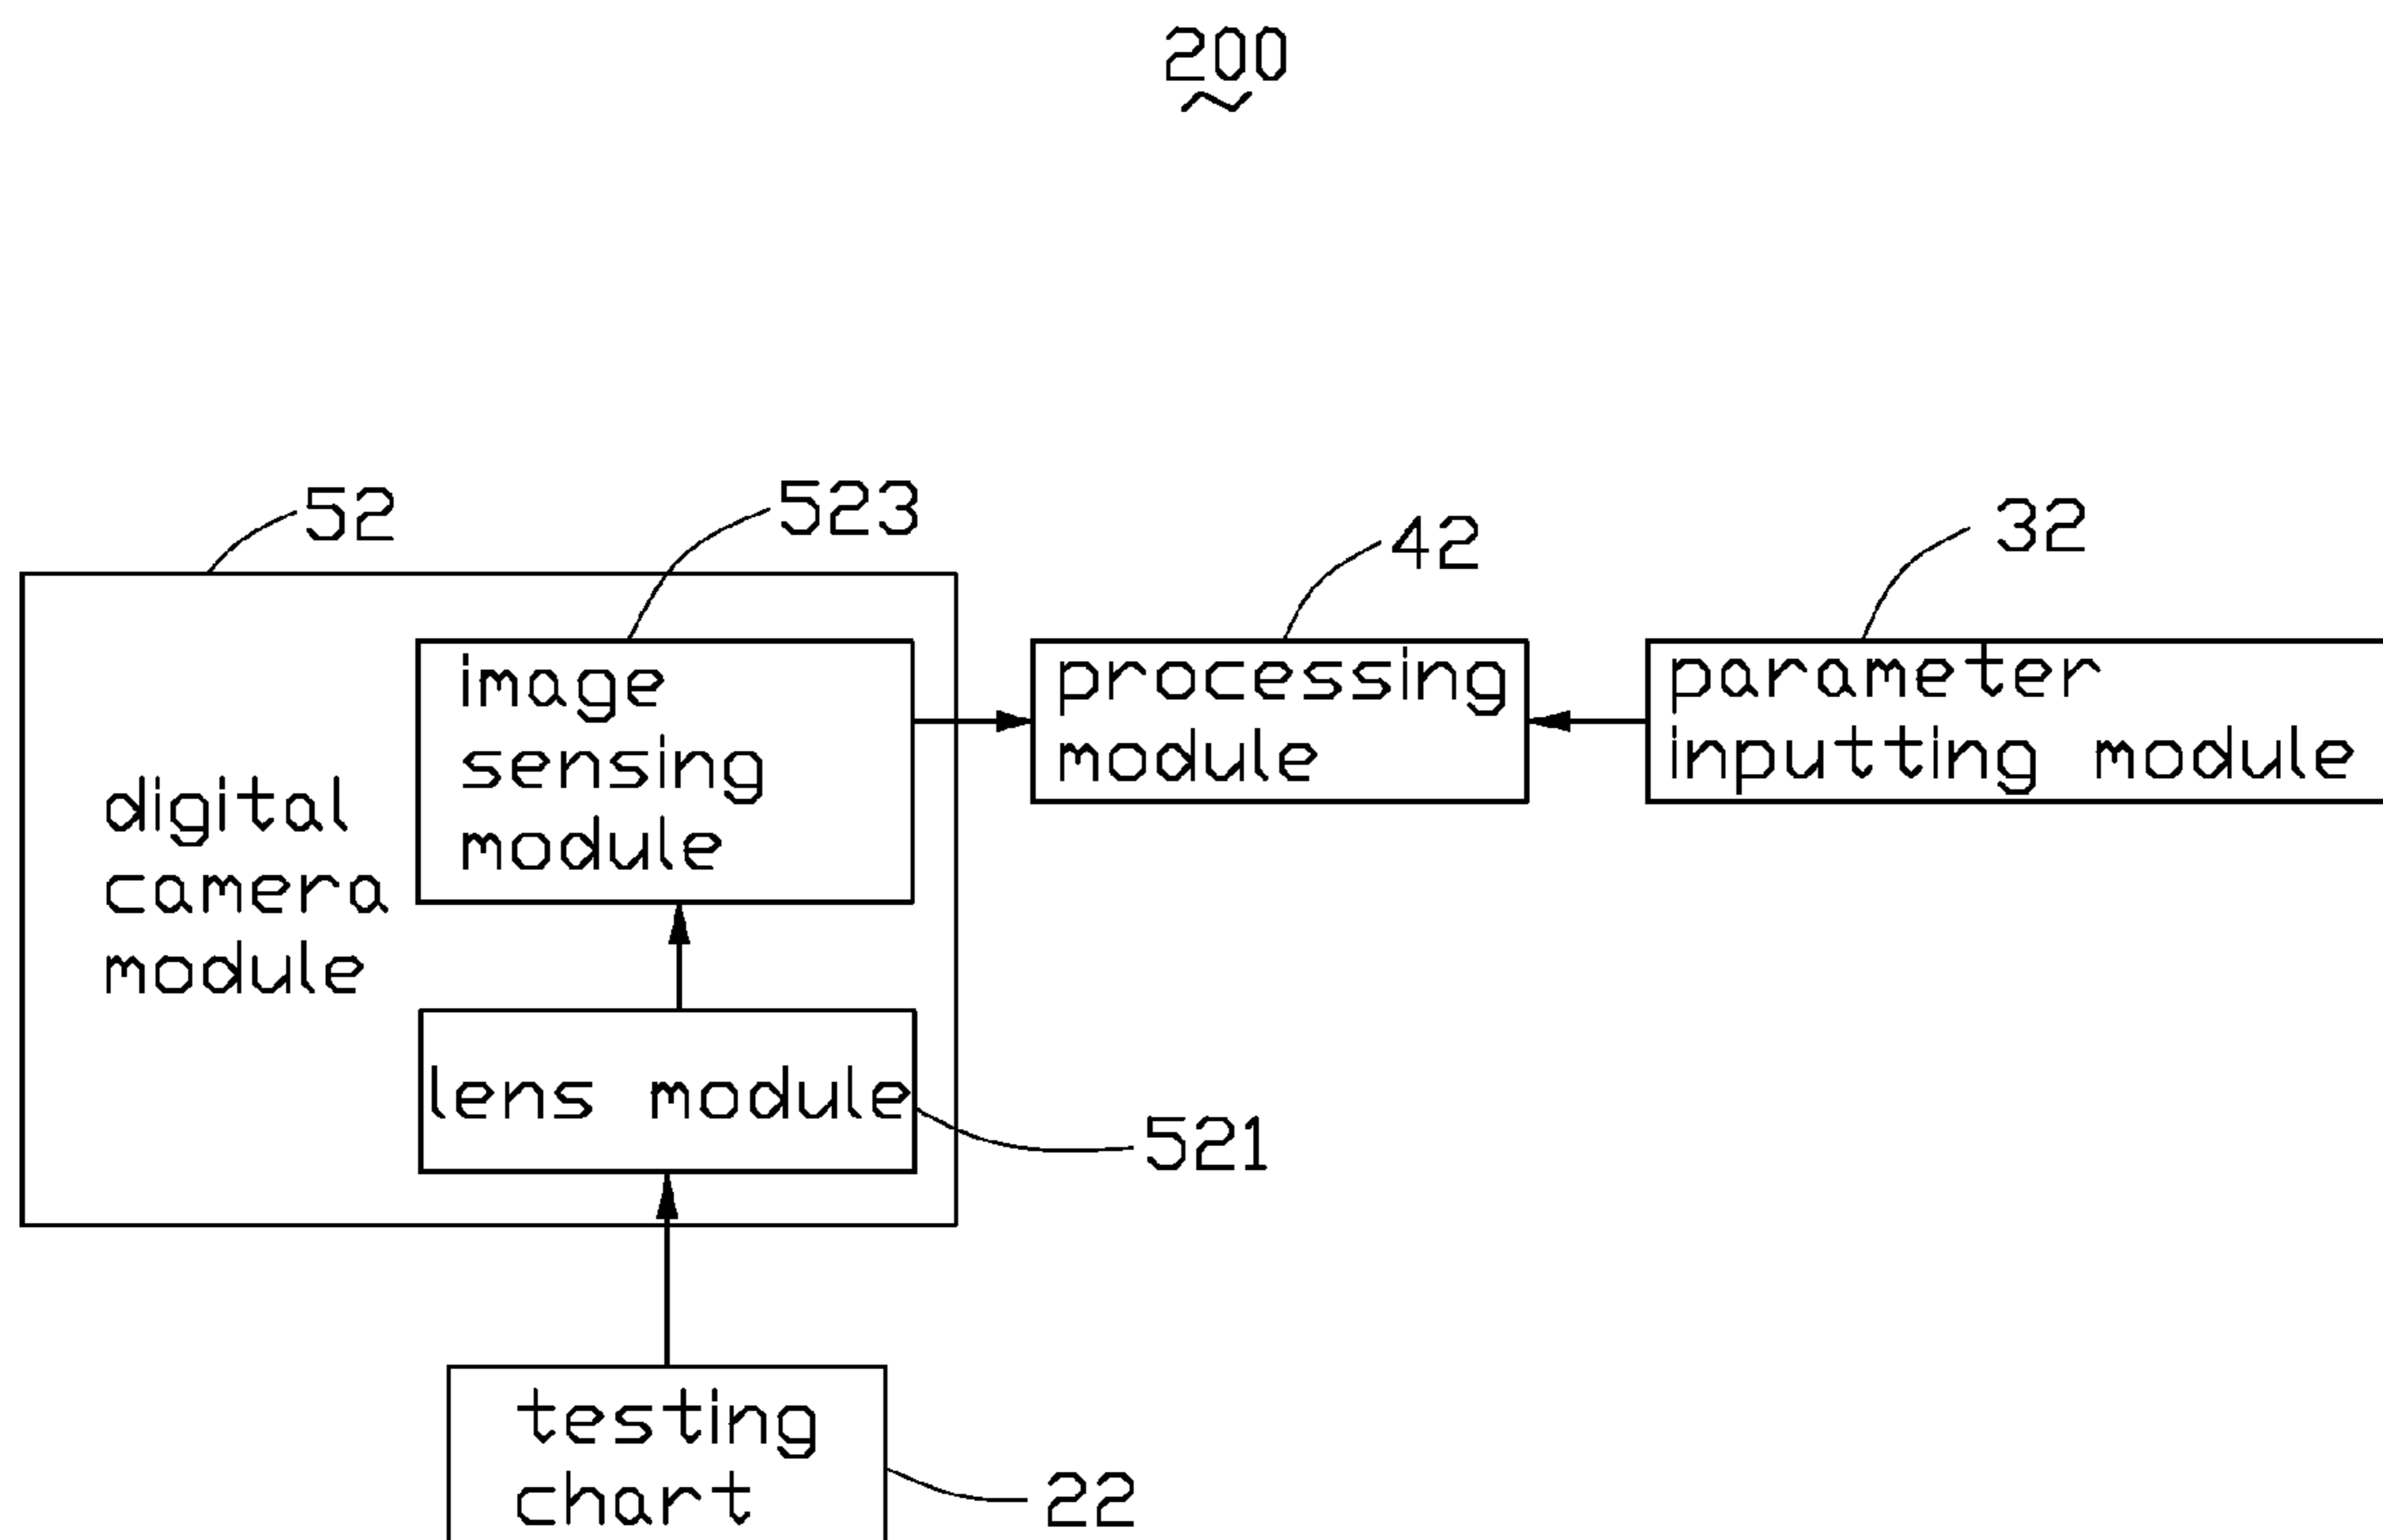 200
52
523
42
32
digital
camera
module
image
sensing
module
processing
module
parameter
inputting module
lens module
521
testing
chart
22